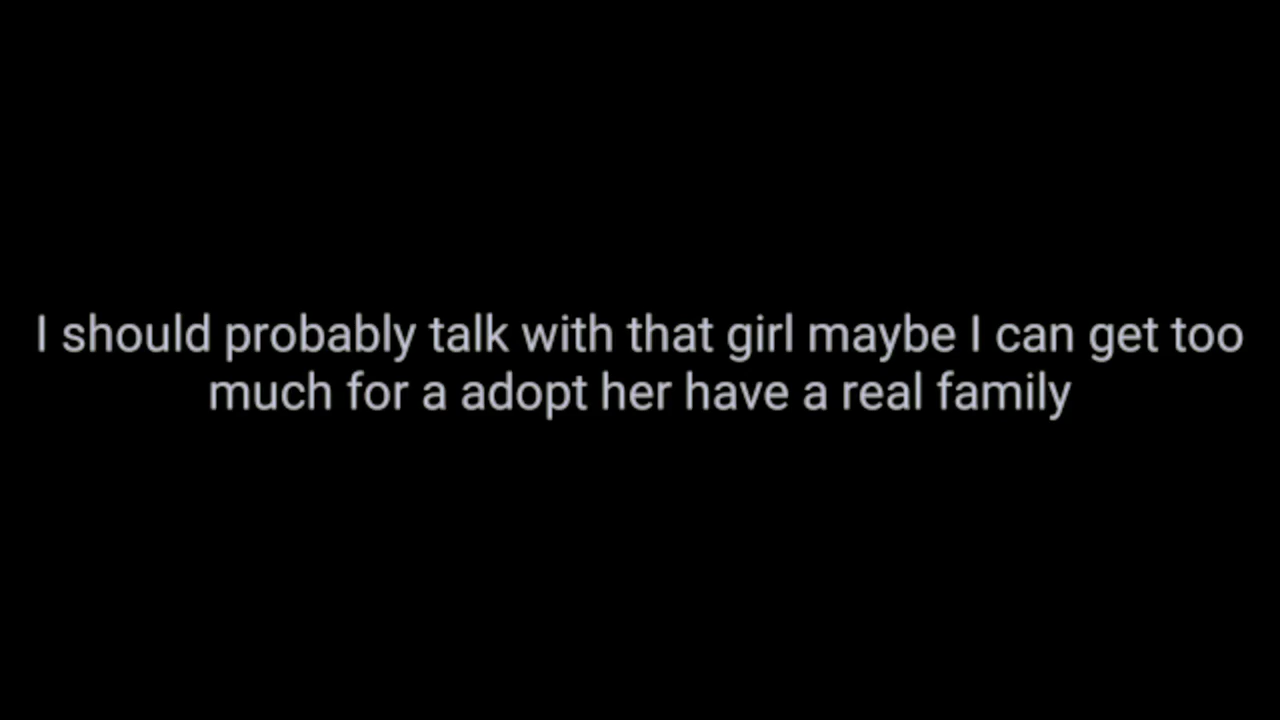 I should probably talk with that girl maybe I can get too
much for a adopt her have a real family